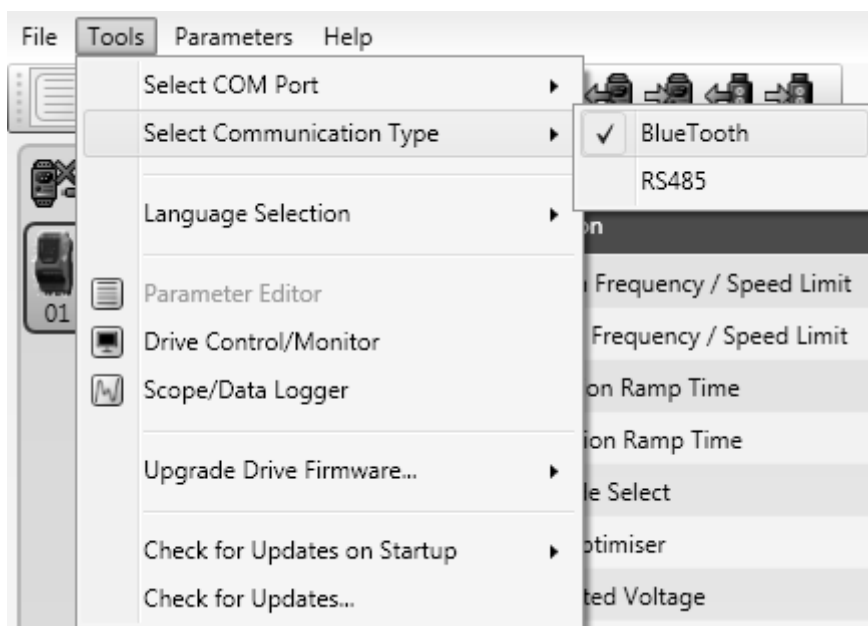 File Tools Parameters Help
Select COM Port
Select Communication Type
✓ BlueTooth
RS485
Language Selection
Frequency / Speed Limit
Parameter Editor
01
Drive Control/Monitor
Frequency / Speed Limit
Scope/Data Logger
on Ramp Time
ion Ramp Time
Upgrade Drive Firmware...
le Select
Check for Updates on Startup
ptimiser
Check for Updates...
ted Voltage